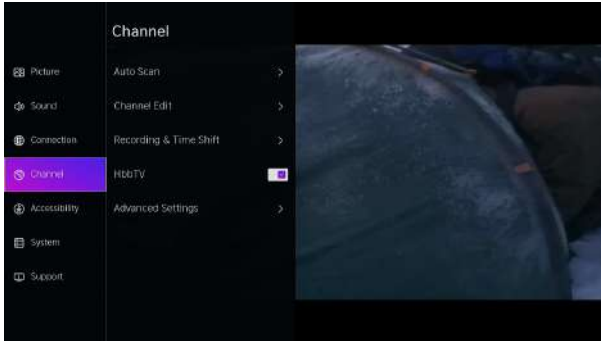 Channel
Picture
Sound
Connection
Channel
Accessibility
System
Support
Auto Scan
Channel Edit
Recording & Time Shift
HbbTV
Advanced Settings